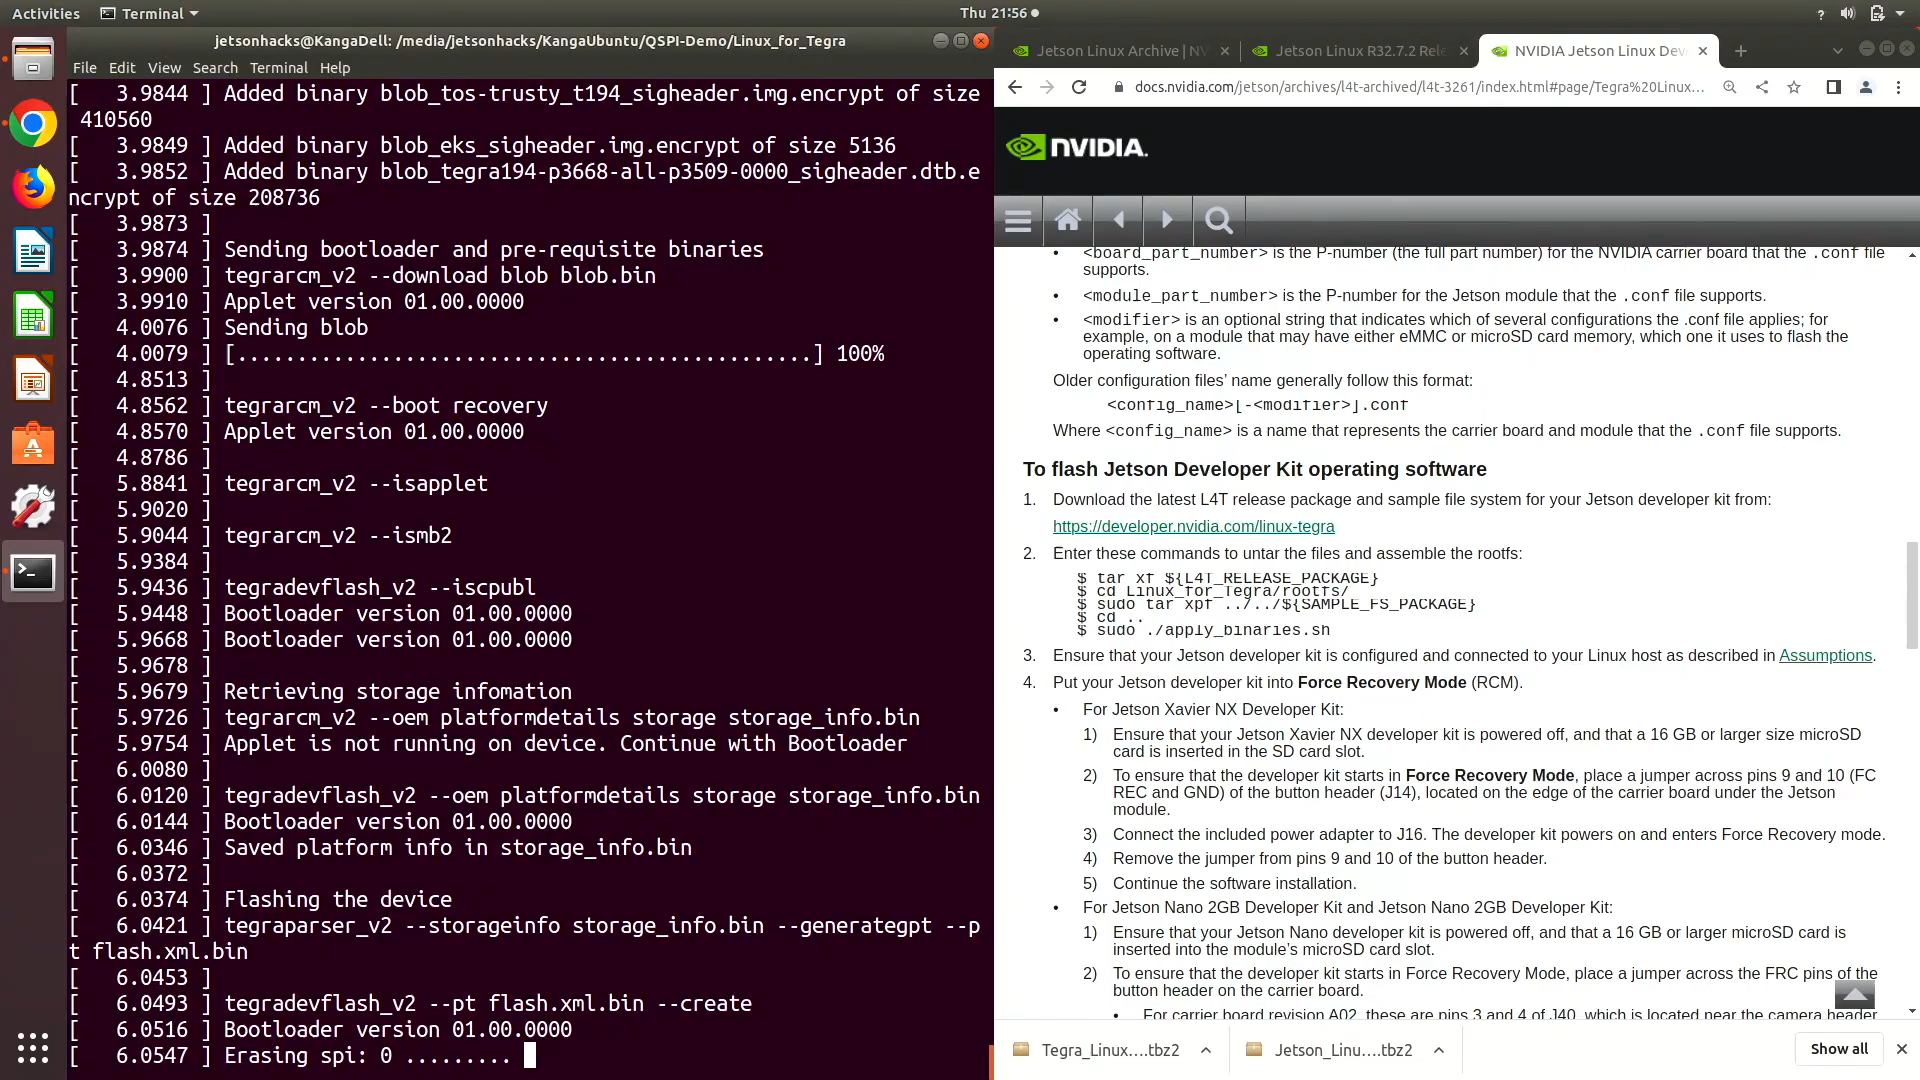 Activities
Terminal
Thu 21:56
?
jetsonhacks@KangaDell: /media/jetsonhacks/KangaUbuntu/QSPI-Demo/Linux_for_Tegra
File Edit View Search Terminal Help
[ 3.9844 ] Added binary blob_tos-trusty_t194_sigheader.img.encrypt of size
410560
[ 3.9849 ] Added binary blob_eks_sigheader.img.encrypt of size 5136
[ 3.9852 ] Added binary blob_tegra194-p3668-all-p3509-0000_sigheader.dtb.e
ncrypt of size 208736
[ 3.9873 ]
[ 3.9874 ] Sending bootloader and pre-requisite binaries
[ 3.9900 ] tegrarcm_v2 --download blob blob.bin
[ 3.9910 ] Applet version 01.00.0000
[ 4.0076 ] Sending blob
[ 4.0079 ] [................................................] 100%
[ 4.8513 ]
[ 4.8562 ] tegrarcm_v2 --boot recovery
[ 4.8570 ] Applet version 01.00.0000
[ 4.8786 ]
[ 5.8841 ] tegrarcm_v2 --isapplet
[ 5.9020 ]
[ 5.9044 ] tegrarcm_v2 --ismb2
[ 5.9384 ]
[ 5.9436 ] tegradevflash_v2 --iscpubl
[ 5.9448 ] Bootloader version 01.00.0000
[ 5.9668 ] Bootloader version 01.00.0000
[ 5.9678 ]
[ 5.9679 ] Retrieving storage infomation
[ 5.9726 ] tegrarcm_v2 --oem platformdetails storage storage_info.bin
[ 5.9754 ] Applet is not running on device. Continue with Bootloader
[ 6.0080 ]
[ 6.0120 ] tegradevflash_v2 --oem platformdetails storage storage_info.bin
[ 6.0144 ] Bootloader version 01.00.0000
[ 6.0346 ] Saved platform info in storage_info.bin
[ 6.0372 ]
[ 6.0374 ] Flashing the device
[ 6.0421 ] tegraparser_v2 --storageinfo storage_info.bin --generategpt --p
t flash.xml.bin
[ 6.0453 ]
[ 6.0493 ] tegradevflash_v2 --pt flash.xml.bin --create
[ 6.0516 ] Bootloader version 01.00.0000
[ 6.0547 ] Erasing spi: 0 .........
Jetson Linux Archive | NV
Jetson Linux R32.7.2 Rel
NVIDIA Jetson Linux Dev
docs.nvidia.com/jetson/archives/l4t-archived/l4t-3261/index.html#page/Tegra%20Linux...
NVIDIA.
• <board_part_number> is the P-number (the full part number) for the NVIDIA carrier board that the .conf file
supports.
• <module_part_number> is the P-number for the Jetson module that the .conf file supports.
• <modifier> is an optional string that indicates which of several configurations the .conf file applies; for
example, on a module that may have either eMMC or microSD card memory, which one it uses to flash the
operating software.
Older configuration files’ name generally follow this format:
<config_name>[-<modifier>].conf
Where <config_name> is a name that represents the carrier board and module that the .conf file supports.
To flash Jetson Developer Kit operating software
1. Download the latest L4T release package and sample file system for your Jetson developer kit from:
https://developer.nvidia.com/linux-tegra
2. Enter these commands to untar the files and assemble the rootfs:
$ tar xf ${L4T_RELEASE_PACKAGE}
$ cd Linux_for_Tegra/rootfs/
$ sudo tar xpf ../../${SAMPLE_FS_PACKAGE}
$ cd ..
$ sudo ./apply_binaries.sh
3. Ensure that your Jetson developer kit is configured and connected to your Linux host as described in Assumptions.
4. Put your Jetson developer kit into Force Recovery Mode (RCM).
• For Jetson Xavier NX Developer Kit:
1) Ensure that your Jetson Xavier NX developer kit is powered off, and that a 16 GB or larger size microSD
card is inserted in the SD card slot.
2) To ensure that the developer kit starts in Force Recovery Mode, place a jumper across pins 9 and 10 (FC
REC and GND) of the button header (J14), located on the edge of the carrier board under the Jetson
module.
3) Connect the included power adapter to J16. The developer kit powers on and enters Force Recovery mode.
4) Remove the jumper from pins 9 and 10 of the button header.
5) Continue the software installation.
• For Jetson Nano 2GB Developer Kit and Jetson Nano 2GB Developer Kit:
1) Ensure that your Jetson Nano developer kit is powered off, and that a 16 GB or larger microSD card is
inserted into the module’s microSD card slot.
2) To ensure that the developer kit starts in Force Recovery Mode, place a jumper across the FRC pins of the
button header on the carrier board.
• For carrier board revision A02, these are pins 3 and 4 of J40, which is located near the camera header
Tegra_Linux....tbz2
Jetson_Linu....tbz2
Show all